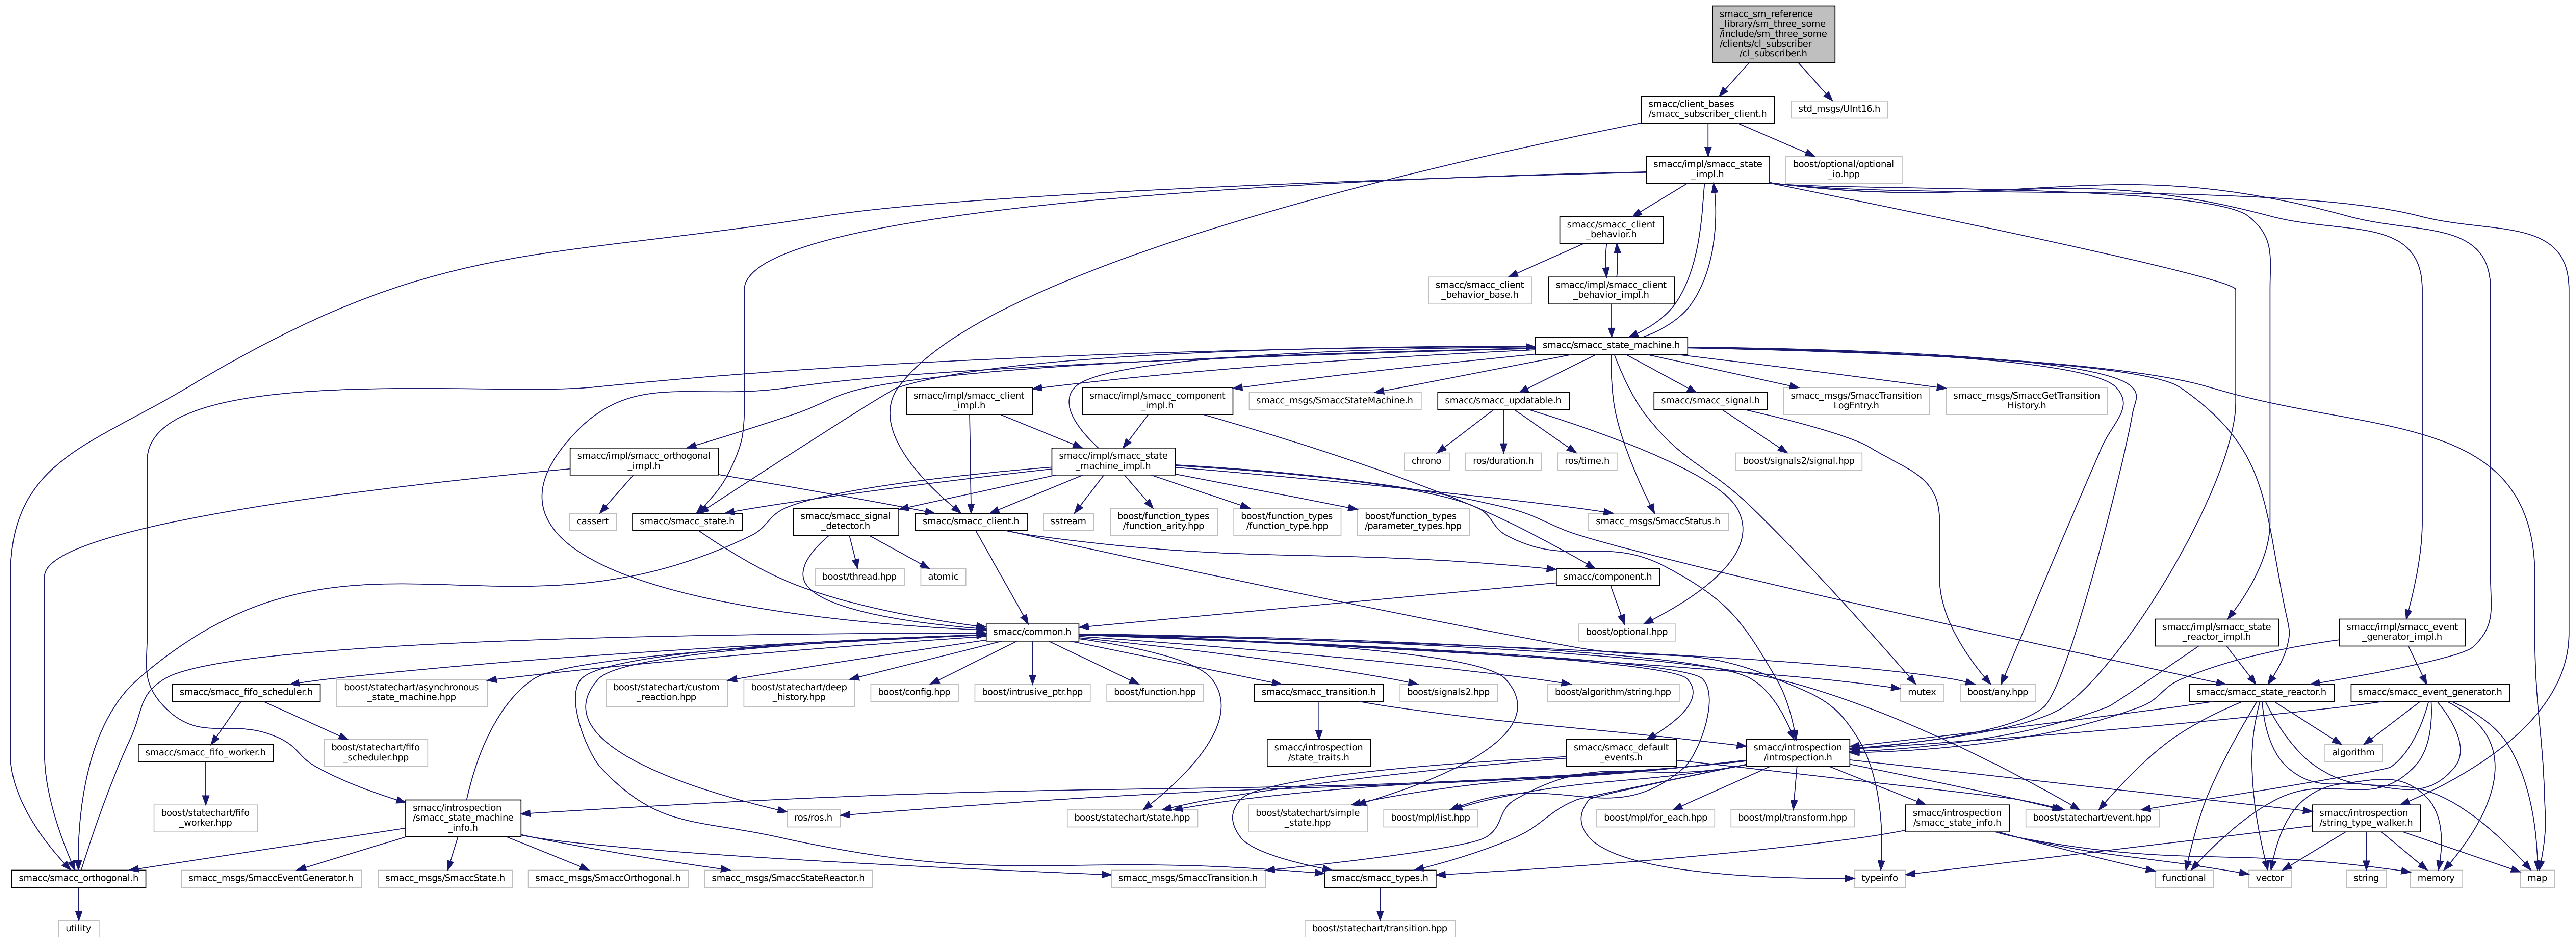 smacc_sm_reference
_library/sm_three_some
/include/sm_three_some
/clients/cl_subscriber
/cl_subscriber.h
smacc/client_bases
/smacc_subscriber_client.h
std_msgs/UInt16.h
smacc/impl/smacc_state
_impl.h
boost/optional/optional
_io.hpp
smacc/smacc_client
_behavior.h
smacc/smacc_client
_behavior_base.h
smacc/impl/smacc_client
_behavior_impl.h
smacc/smacc_state_machine.h
smacc/impl/smacc_client
_impl.h
smacc/impl/smacc_component
_impl.h
smacc_msgs/SmaccStateMachine.h
smacc/smacc_updatable.h
smacc/smacc_signal.h
smacc_msgs/SmaccTransition
LogEntry.h
smacc_msgs/SmaccGetTransition
History.h
smacc/impl/smacc_orthogonal
_impl.h
smacc/impl/smacc_state
_machine_impl.h
chrono
ros/duration.h
ros/time.h
boost/signals2/signal.hpp
cassert
smacc/smacc_state.h
smacc/smacc_signal
_detector.h
smacc/smacc_client.h
sstream
boost/function_types
/function_arity.hpp
boost/function_types
/function_type.hpp
boost/function_types
/parameter_types.hpp
smacc_msgs/SmaccStatus.h
boost/thread.hpp
atomic
smacc/component.h
smacc/common.h
boost/optional.hpp
smacc/impl/smacc_state
_reactor_impl.h
smacc/impl/smacc_event
_generator_impl.h
smacc/smacc_fifo_scheduler.h
boost/statechart/asynchronous
_state_machine.hpp
boost/statechart/custom
_reaction.hpp
boost/statechart/deep
_history.hpp
boost/config.hpp
boost/intrusive_ptr.hpp
boost/function.hpp
smacc/smacc_transition.h
boost/signals2.hpp
boost/algorithm/string.hpp
mutex
boost/any.hpp
smacc/smacc_state_reactor.h
smacc/smacc_event_generator.h
smacc/smacc_fifo_worker.h
boost/statechart/fifo
_scheduler.hpp
smacc/introspection
/state_traits.h
smacc/smacc_default
_events.h
smacc/introspection
/introspection.h
algorithm
boost/statechart/fifo
_worker.hpp
smacc/introspection
/smacc_state_machine
_info.h
ros/ros.h
boost/statechart/state.hpp
boost/statechart/simple
_state.hpp
boost/mpl/list.hpp
boost/mpl/for_each.hpp
boost/mpl/transform.hpp
smacc/introspection
/smacc_state_info.h
boost/statechart/event.hpp
smacc/introspection
/string_type_walker.h
smacc/smacc_orthogonal.h
smacc_msgs/SmaccEventGenerator.h
smacc_msgs/SmaccState.h
smacc_msgs/SmaccOrthogonal.h
smacc_msgs/SmaccStateReactor.h
smacc_msgs/SmaccTransition.h
smacc/smacc_types.h
typeinfo
functional
vector
string
memory
map
utility
boost/statechart/transition.hpp